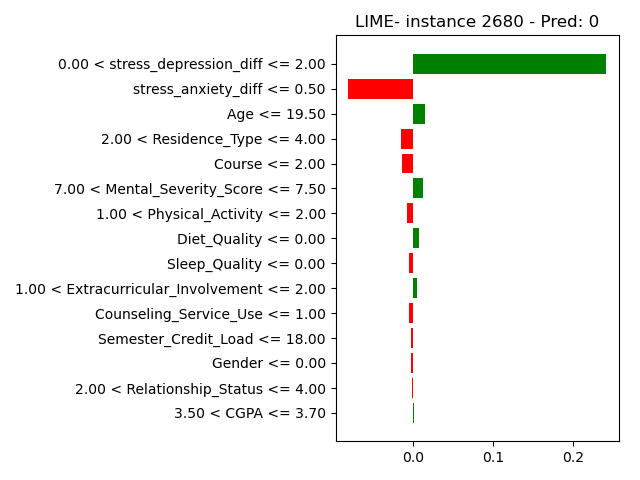 LIME- instance 2680 - Pred: 0
0.00 < stress_depression_diff <= 2.00
stress_anxiety_diff <= 0.50
Age <= 19.50
2.00 < Residence_Type <= 4.00
Course <= 2.00
7.00 < Mental_Severity_Score <= 7.50
1.00 < Physical_Activity <= 2.00
Diet_Quality <= 0.00
Sleep_Quality <= 0.00
1.00 < Extracurricular_Involvement <= 2.00
Counseling_Service_Use <= 1.00
Semester_Credit_Load <= 18.00
Gender <= 0.00
2.00 < Relationship_Status <= 4.00
3.50 < CGPA <= 3.70
0.0 0.1 0.2